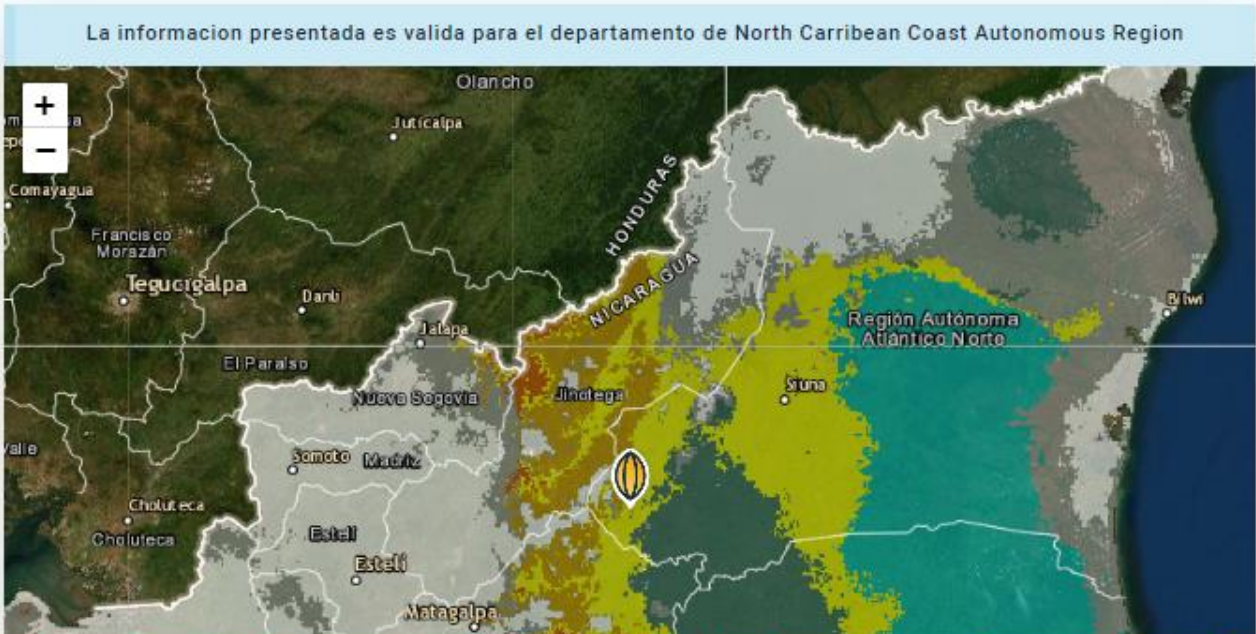 La informacion presentada es valida para el departamento de North Carribean Coast Autonomous Region
+
−
Olancho
Juticalpa
Comayagua
Francisco
Morazán
HONDURAS
NICARAGUA
Tegucigalpa
Danlí
Bilwi
Región Autónoma
Atlántico Norte
Jalapa
El Paraíso
Siuna
Nueva Segovia
Jinotega
Valle
Somoto
Madriz
Choluteca
Choluteca
Estelí
Estelí
Matagalpa